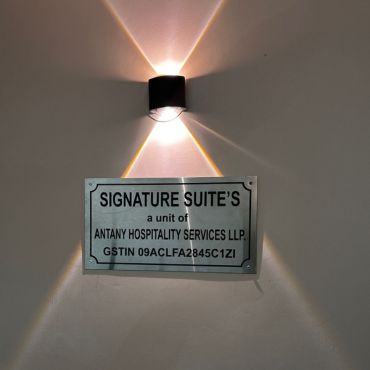 SIGNATURE SUITE'S
a unit of
ANTANY HOSPITALITY SERVICES LLP.
GSTIN 09ACLFA2845C1ZI